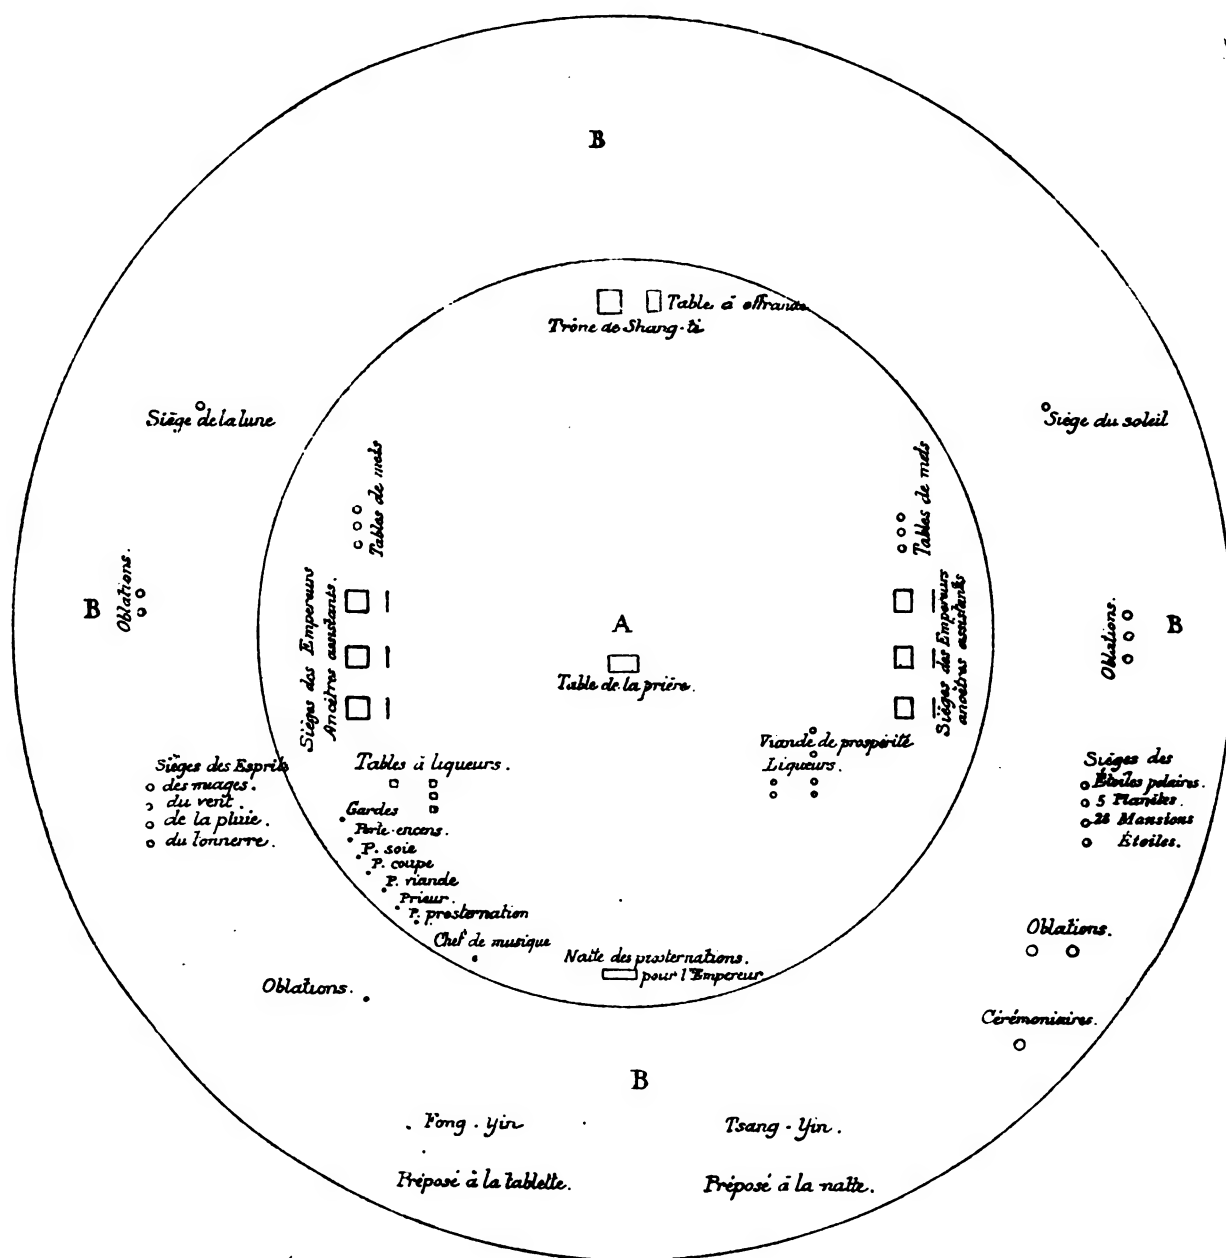 B
Table à offrande
Trône de Shang-ti
Siège de la lune
Siège du soleil
Tables de mets
Tables de mets
Oblations.
B
Sièges des Empereurs
Ancêtres assistants.
A
Table de la prière.
Sièges des Empereurs
ancêtres assistants
Oblations.
B
Viande de prospérité
Liqueurs.
Tables à liqueurs.
Sièges des Esprits
des nuages.
du vent.
de la pluie.
du tonnerre.
Sièges des
Étoiles polaires.
5 Planètes.
28 Mansions
Étoiles.
Gardes
Porte-encens.
P. soie
P. coupe
P. viande
Prieur.
P. prosternation
Chef de musique
Natte des prosternations.
pour l'Empereur
Oblations.
Oblations.
Cérémoniaires.
B
Fong-yin
Tsang-Yin.
Préposé à la tablette.
Préposé à la natte.